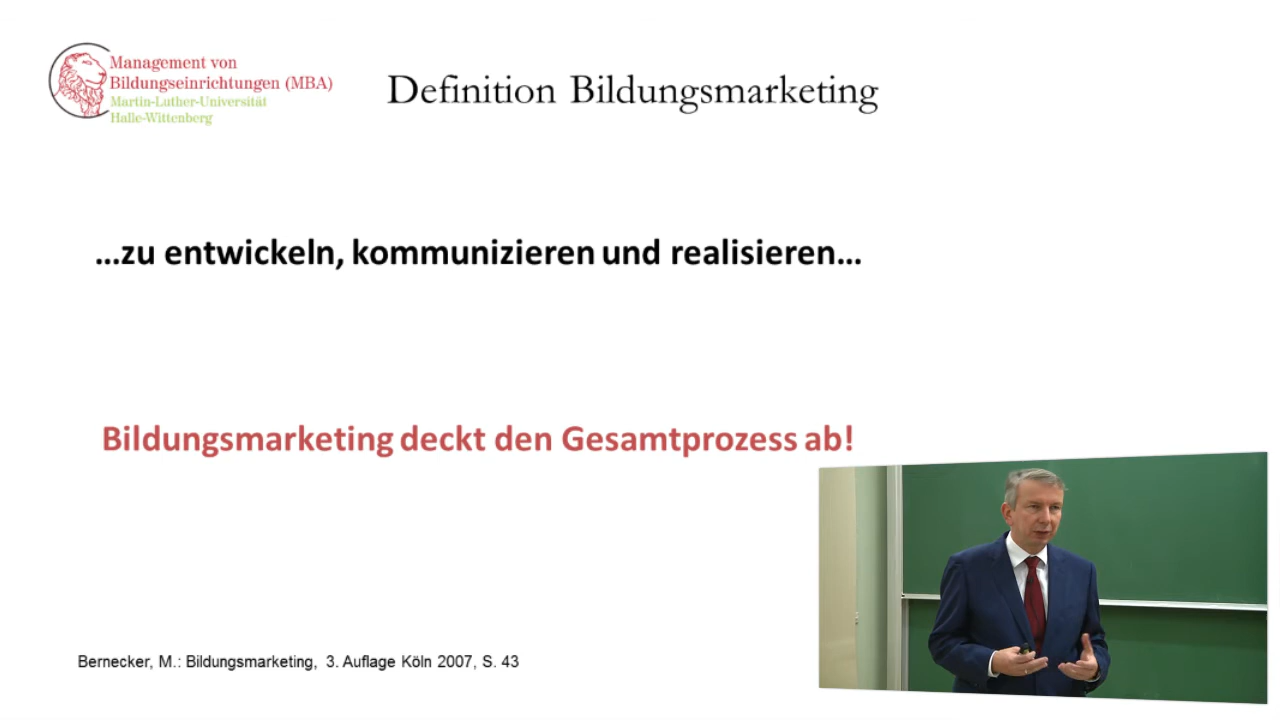 Management von
Bildungseinrichtungen (MBA)
Martin-Luther-Universität
Halle-Wittenberg
Definition Bildungsmarketing
…zu entwickeln, kommunizieren und realisieren…
Bildungsmarketing deckt den Gesamtprozess ab!
Bernecker, M.: Bildungsmarketing, 3. Auflage Köln 2007, S. 43